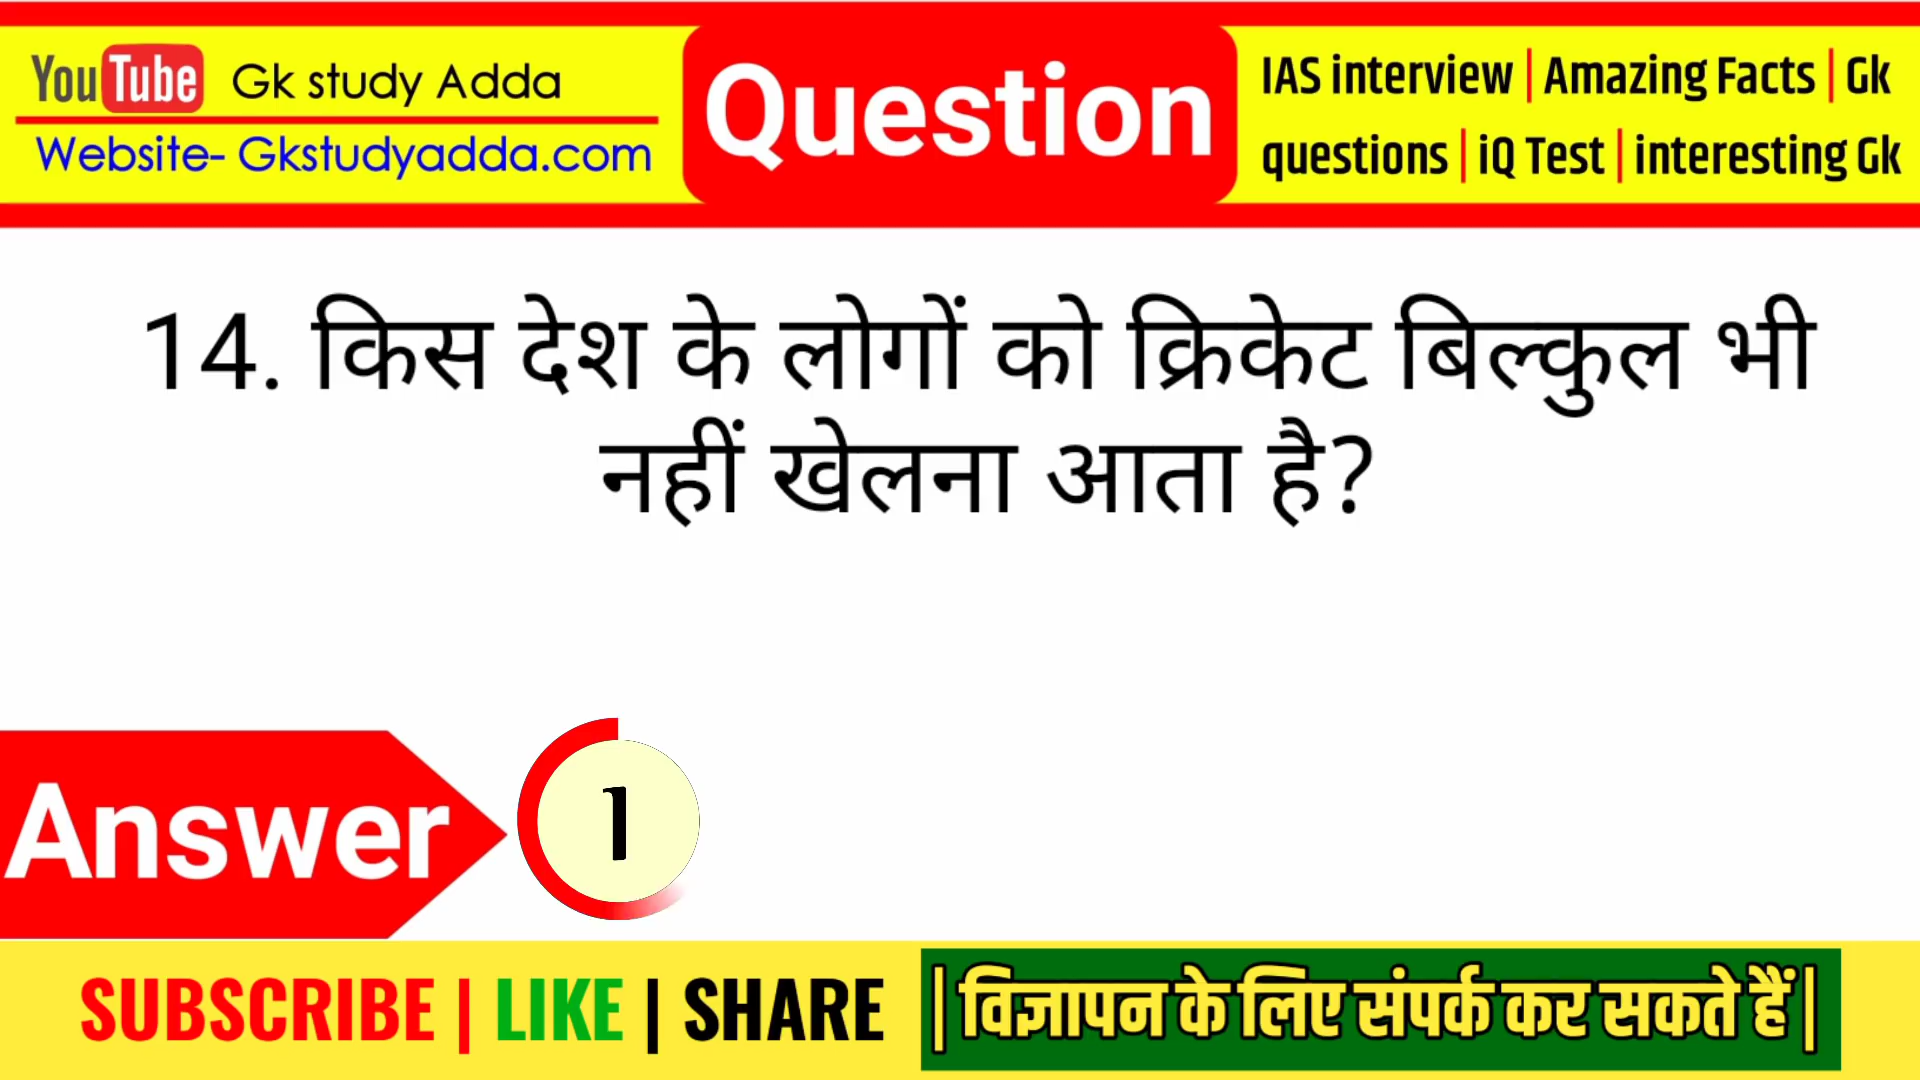 YouTube Gk study Adda
Website- Gkstudyadda.com
Question
IAS interview | Amazing Facts | Gk
questions | iQ Test | interesting Gk
14. किस देश के लोगों को क्रिकेट बिल्कुल भी
नहीं खेलना आता है?
Answer
1
SUBSCRIBE | LIKE | SHARE
| विज्ञापन के लिए संपर्क कर सकते हैं |